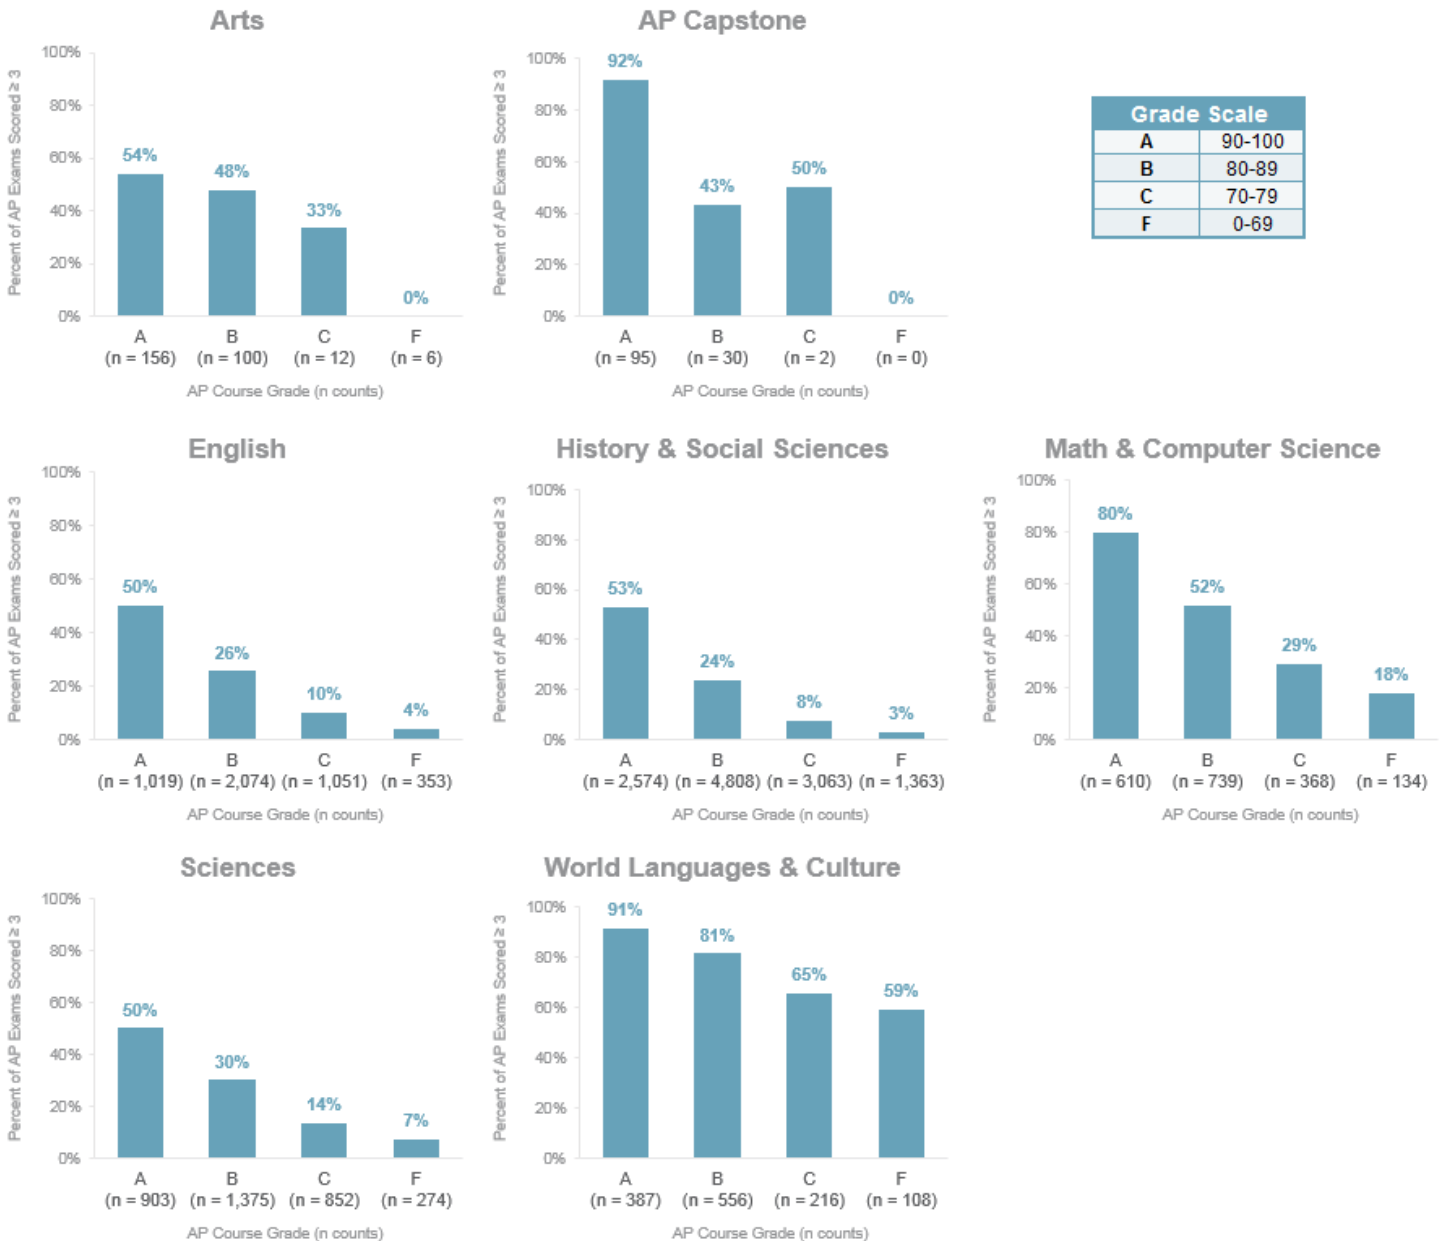 Arts
Percent of AP Exams Scored ≥ 3
100%
80%
60%
40%
20%
0%
54%
48%
33%
0%
A B C F
(n = 156) (n = 100) (n = 12) (n = 6)
AP Course Grade (n counts)
AP Capstone
Percent of AP Exams Scored ≥ 3
100%
80%
60%
40%
20%
0%
92%
43%
50%
0%
A B C F
(n = 95) (n = 30) (n = 2) (n = 0)
AP Course Grade (n counts)
Grade Scale
A 90-100
B 80-89
C 70-79
F 0-69
English
Percent of AP Exams Scored ≥ 3
100%
80%
60%
40%
20%
0%
50%
26%
10%
4%
A B C F
(n = 1,019) (n = 2,074) (n = 1,051) (n = 353)
AP Course Grade (n counts)
History & Social Sciences
Percent of AP Exams Scored ≥ 3
100%
80%
60%
40%
20%
0%
53%
24%
8%
3%
A B C F
(n = 2,574) (n = 4,808) (n = 3,063) (n = 1,363)
AP Course Grade (n counts)
Math & Computer Science
Percent of AP Exams Scored ≥ 3
100%
80%
60%
40%
20%
0%
80%
52%
29%
18%
A B C F
(n = 610) (n = 739) (n = 368) (n = 134)
AP Course Grade (n counts)
Sciences
Percent of AP Exams Scored ≥ 3
100%
80%
60%
40%
20%
0%
50%
30%
14%
7%
A B C F
(n = 903) (n = 1,375) (n = 852) (n = 274)
AP Course Grade (n counts)
World Languages & Culture
Percent of AP Exams Scored ≥ 3
100%
80%
60%
40%
20%
0%
91%
81%
65%
59%
A B C F
(n = 387) (n = 556) (n = 216) (n = 108)
AP Course Grade (n counts)